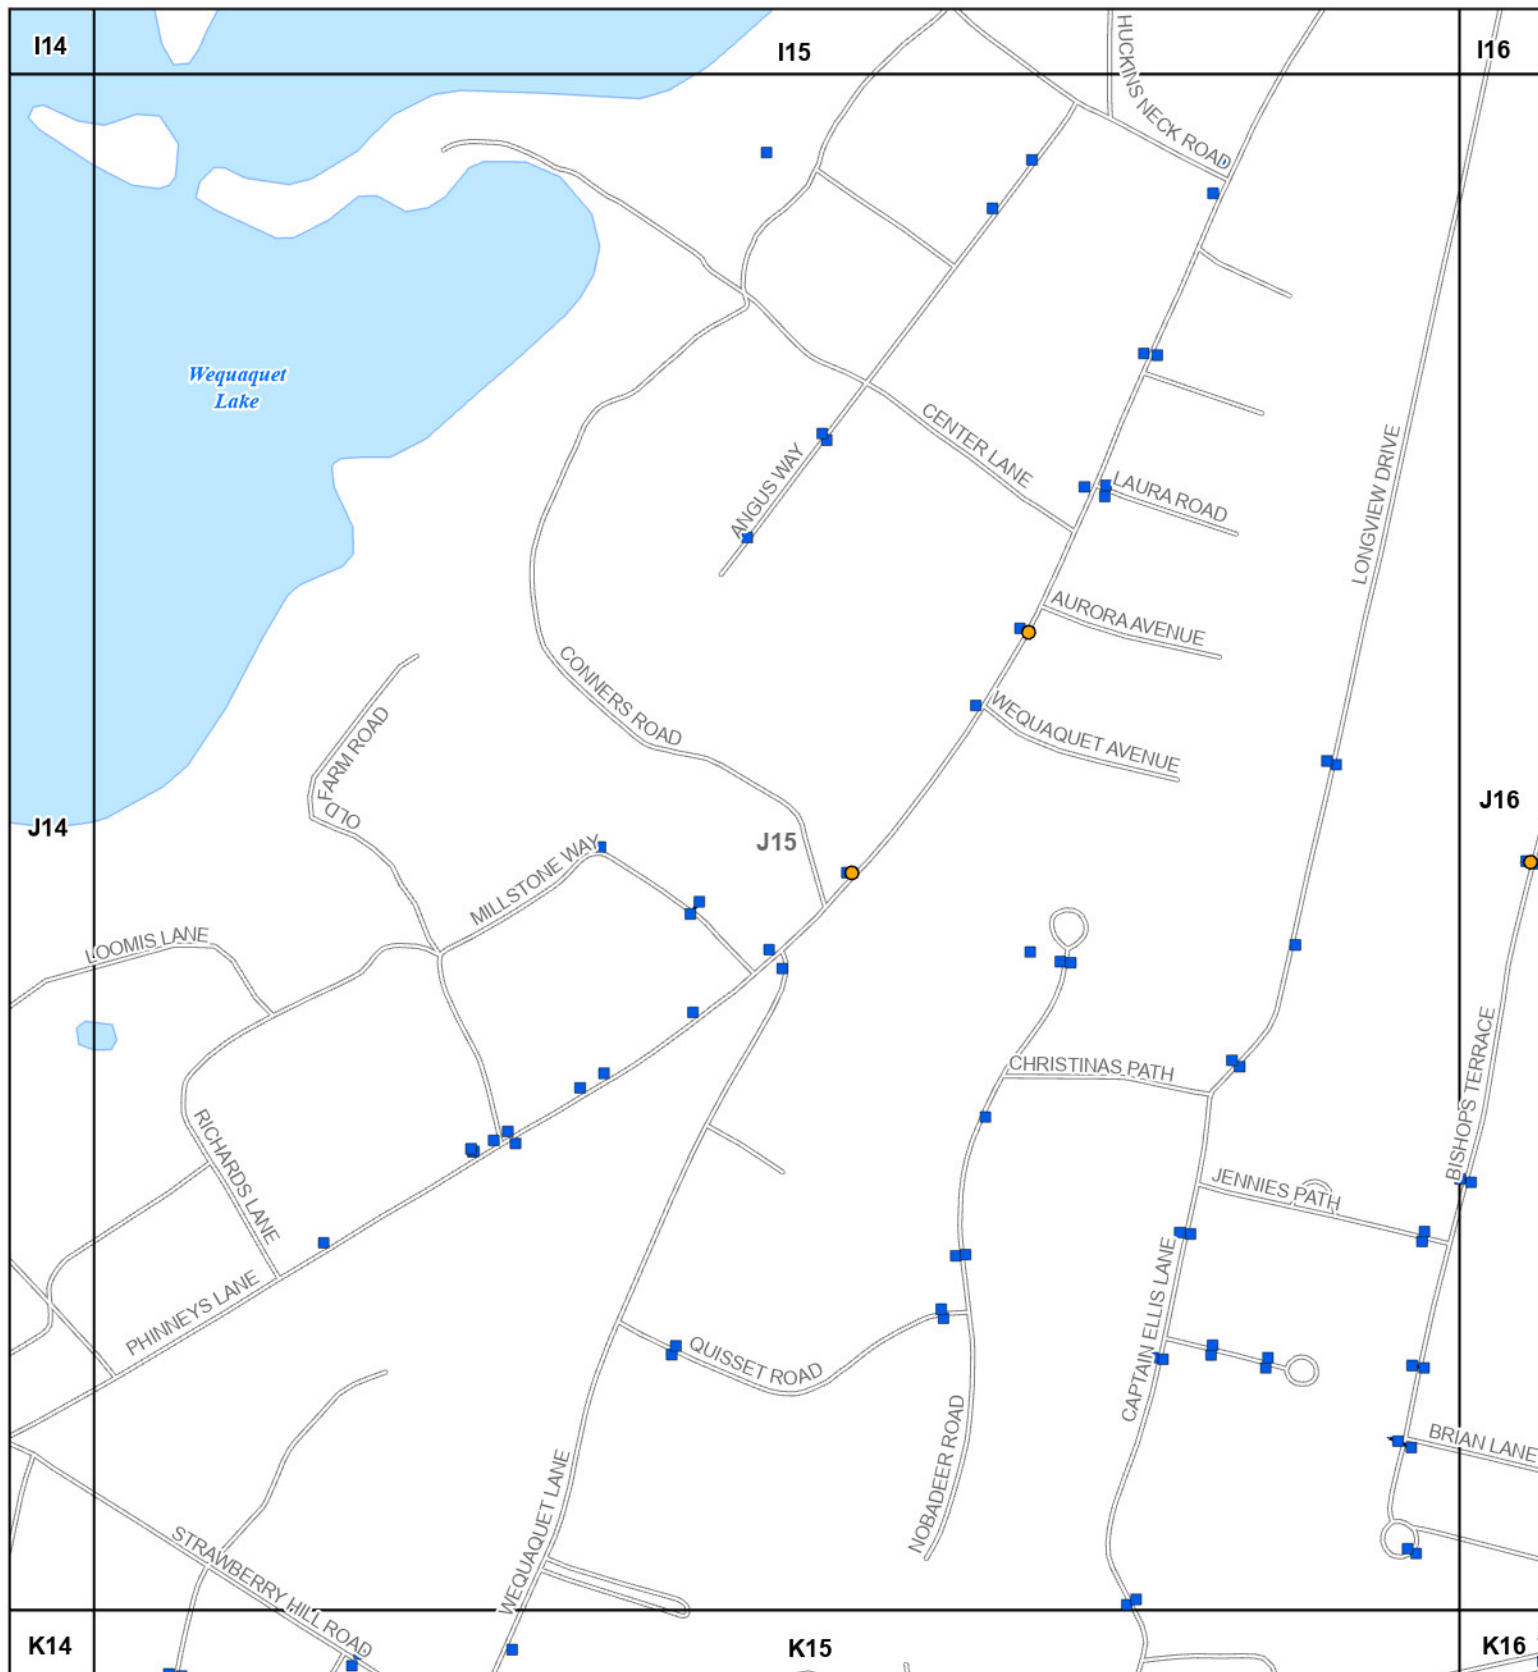 I14
I15
I16
HUCKINS NECK ROAD
Wequaquet
Lake
CENTER LANE
ANGUS WAY
LAURA ROAD
LONGVIEW DRIVE
AURORA AVENUE
CONNERS ROAD
WEQUAQUET AVENUE
OLD FARM ROAD
J14
J15
J16
MILLSTONE WAY
LOOMIS LANE
CHRISTINAS PATH
BISHOPS TERRACE
RICHARDS LANE
JENNIES PATH
PHINNEYS LANE
CAPTAIN ELLIS LANE
QUISSET ROAD
NOBADEER ROAD
BRIAN LANE
WEQUAQUET LANE
STRAWBERRY HILL ROAD
K14
K15
K16